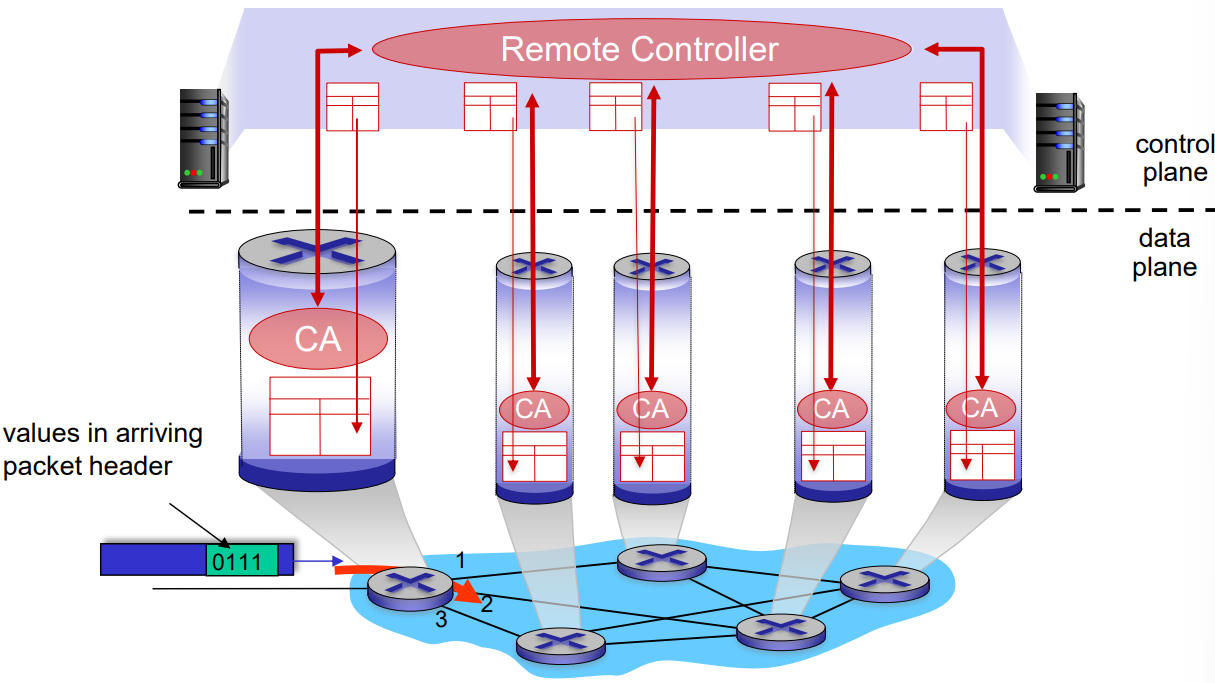 Remote Controller
control
plane
data
plane
CA
CA
CA
CA
CA
values in arriving
packet header
0111
1
2
3